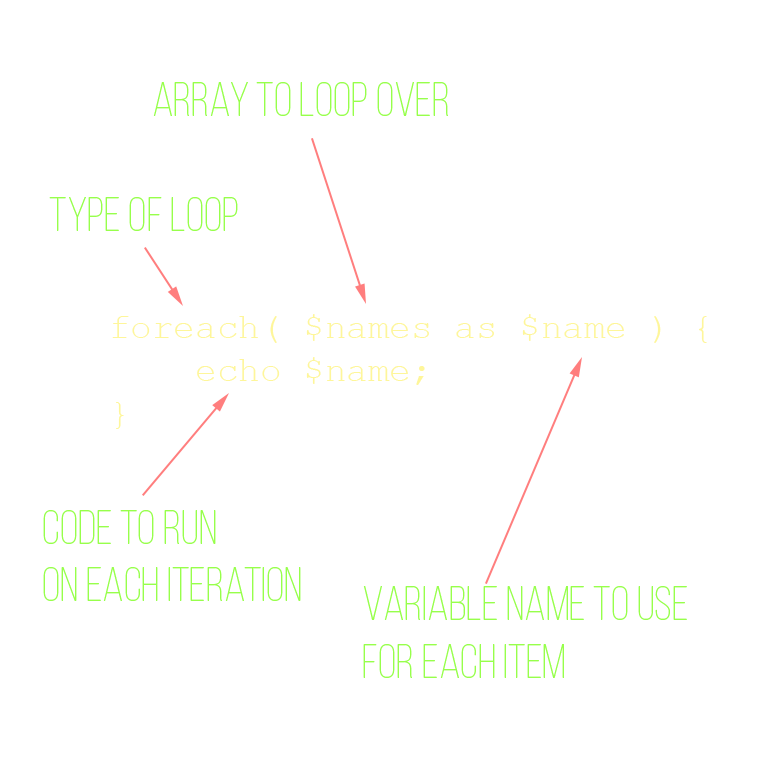 ARRAY TO LOOP OVER
TYPE OF LOOP
foreach( $names as $name ) {
    echo $name;
}
CODE TO RUN
ON EACH ITERATION
VARIABLE NAME TO USE
FOR EACH ITEM